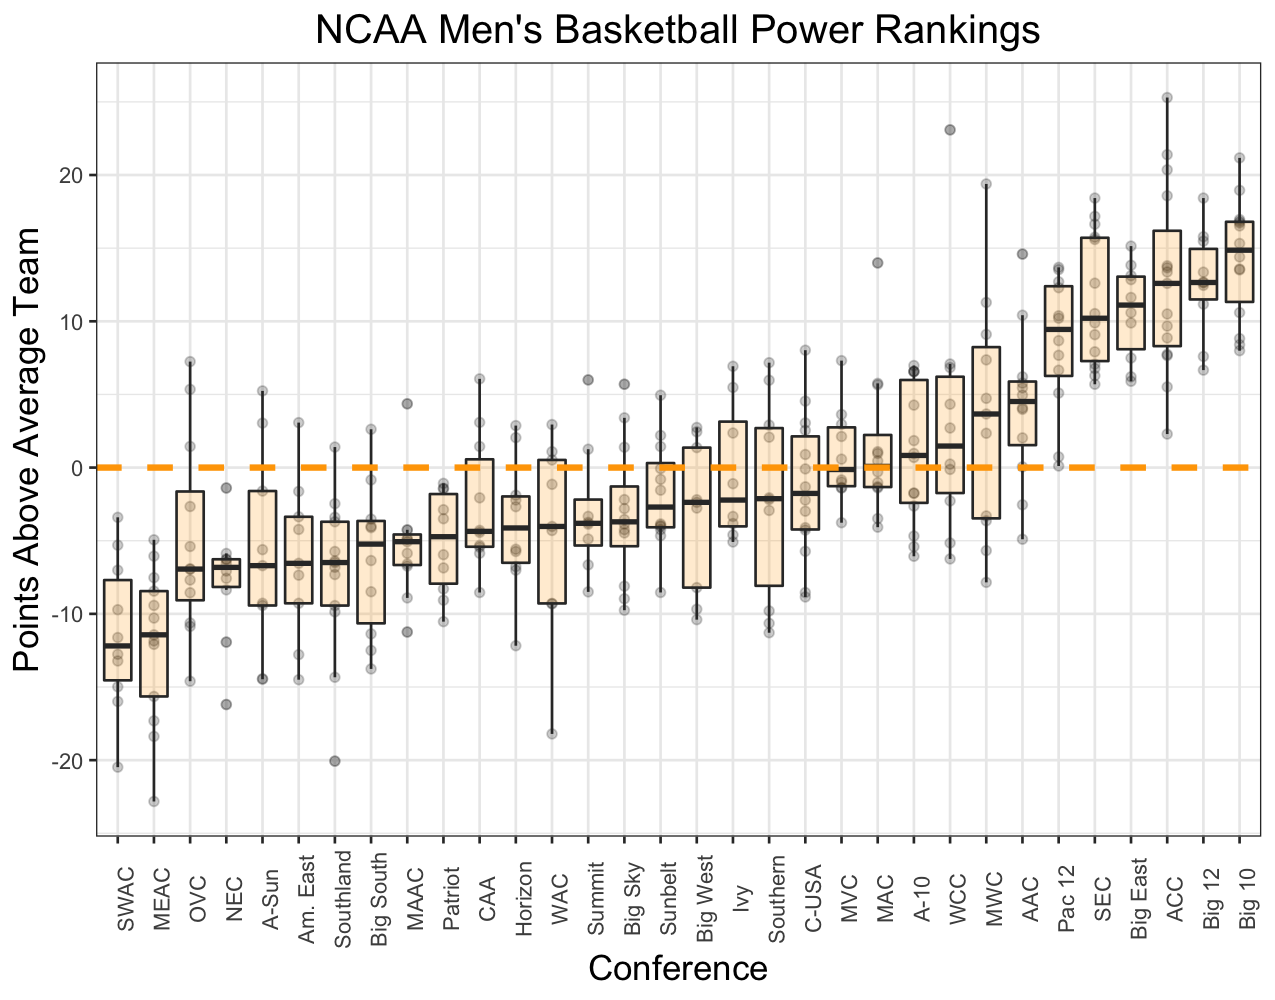 NCAA Men's Basketball Power Rankings
Points Above Average Team
20
10
0
-10
-20
SWAC
MEAC
OVC
NEC
A-Sun
Am. East
Southland
Big South
MAAC
Patriot
CAA
Horizon
WAC
Summit
Big Sky
Sunbelt
Big West
Ivy
Southern
C-USA
MVC
MAC
A-10
WCC
MWC
AAC
Pac 12
SEC
Big East
ACC
Big 12
Big 10
Conference